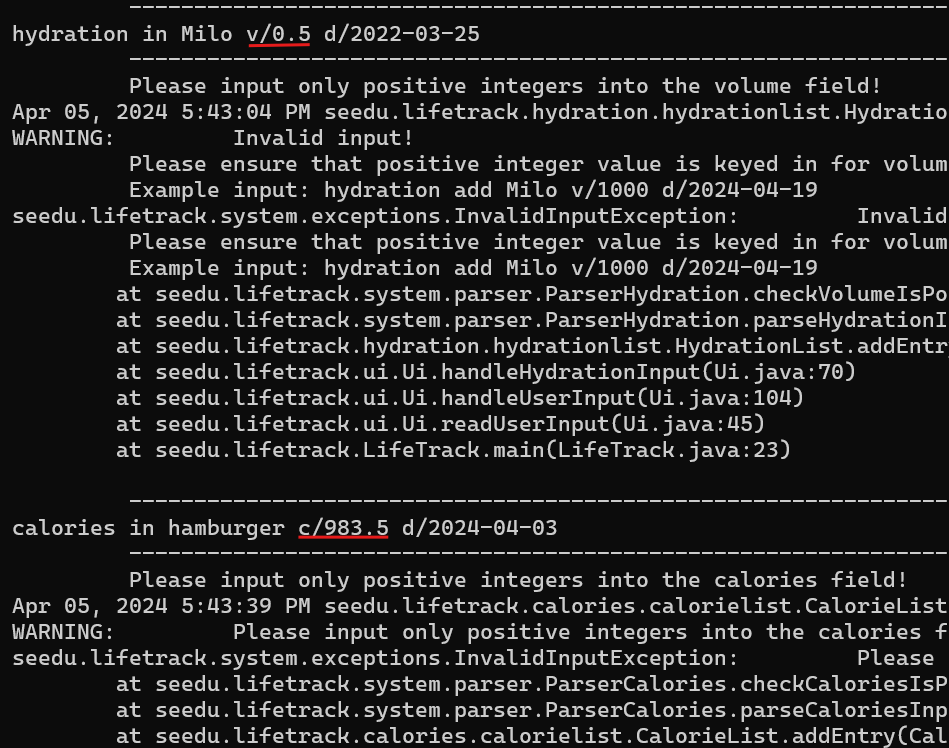 hydration in Milo v/0.5 d/2022-03-25
Please input only positive integers into the volume field!
Apr 05, 2024 5:43:04 PM seedu.lifetrack.hydration.hydrationlist.Hydratio
WARNING: Invalid input!
Please ensure that positive integer value is keyed in for volum
Example input: hydration add Milo v/1000 d/2024-04-19
seedu.lifetrack.system.exceptions.InvalidInputException: Invalid
Please ensure that positive integer value is keyed in for volum
Example input: hydration add Milo v/1000 d/2024-04-19
at seedu.lifetrack.system.parser.ParserHydration.checkVolumeIsPo
at seedu.lifetrack.system.parser.ParserHydration.parseHydrationI
at seedu.lifetrack.hydration.hydrationlist.HydrationList.addEntr
at seedu.lifetrack.ui.Ui.handleHydrationInput(Ui.java:70)
at seedu.lifetrack.ui.Ui.handleUserInput(Ui.java:104)
at seedu.lifetrack.ui.Ui.readUserInput(Ui.java:45)
at seedu.lifetrack.LifeTrack.main(LifeTrack.java:23)
calories in hamburger c/983.5 d/2024-04-03
Please input only positive integers into the calories field!
Apr 05, 2024 5:43:39 PM seedu.lifetrack.calories.calorielist.CalorieList
WARNING: Please input only positive integers into the calories f
seedu.lifetrack.system.exceptions.InvalidInputException: Please
at seedu.lifetrack.system.parser.ParserCalories.checkCaloriesIsP
at seedu.lifetrack.system.parser.ParserCalories.parseCaloriesInp
at seedu.lifetrack.calories.calorielist.CalorieList.addEntry(Cal